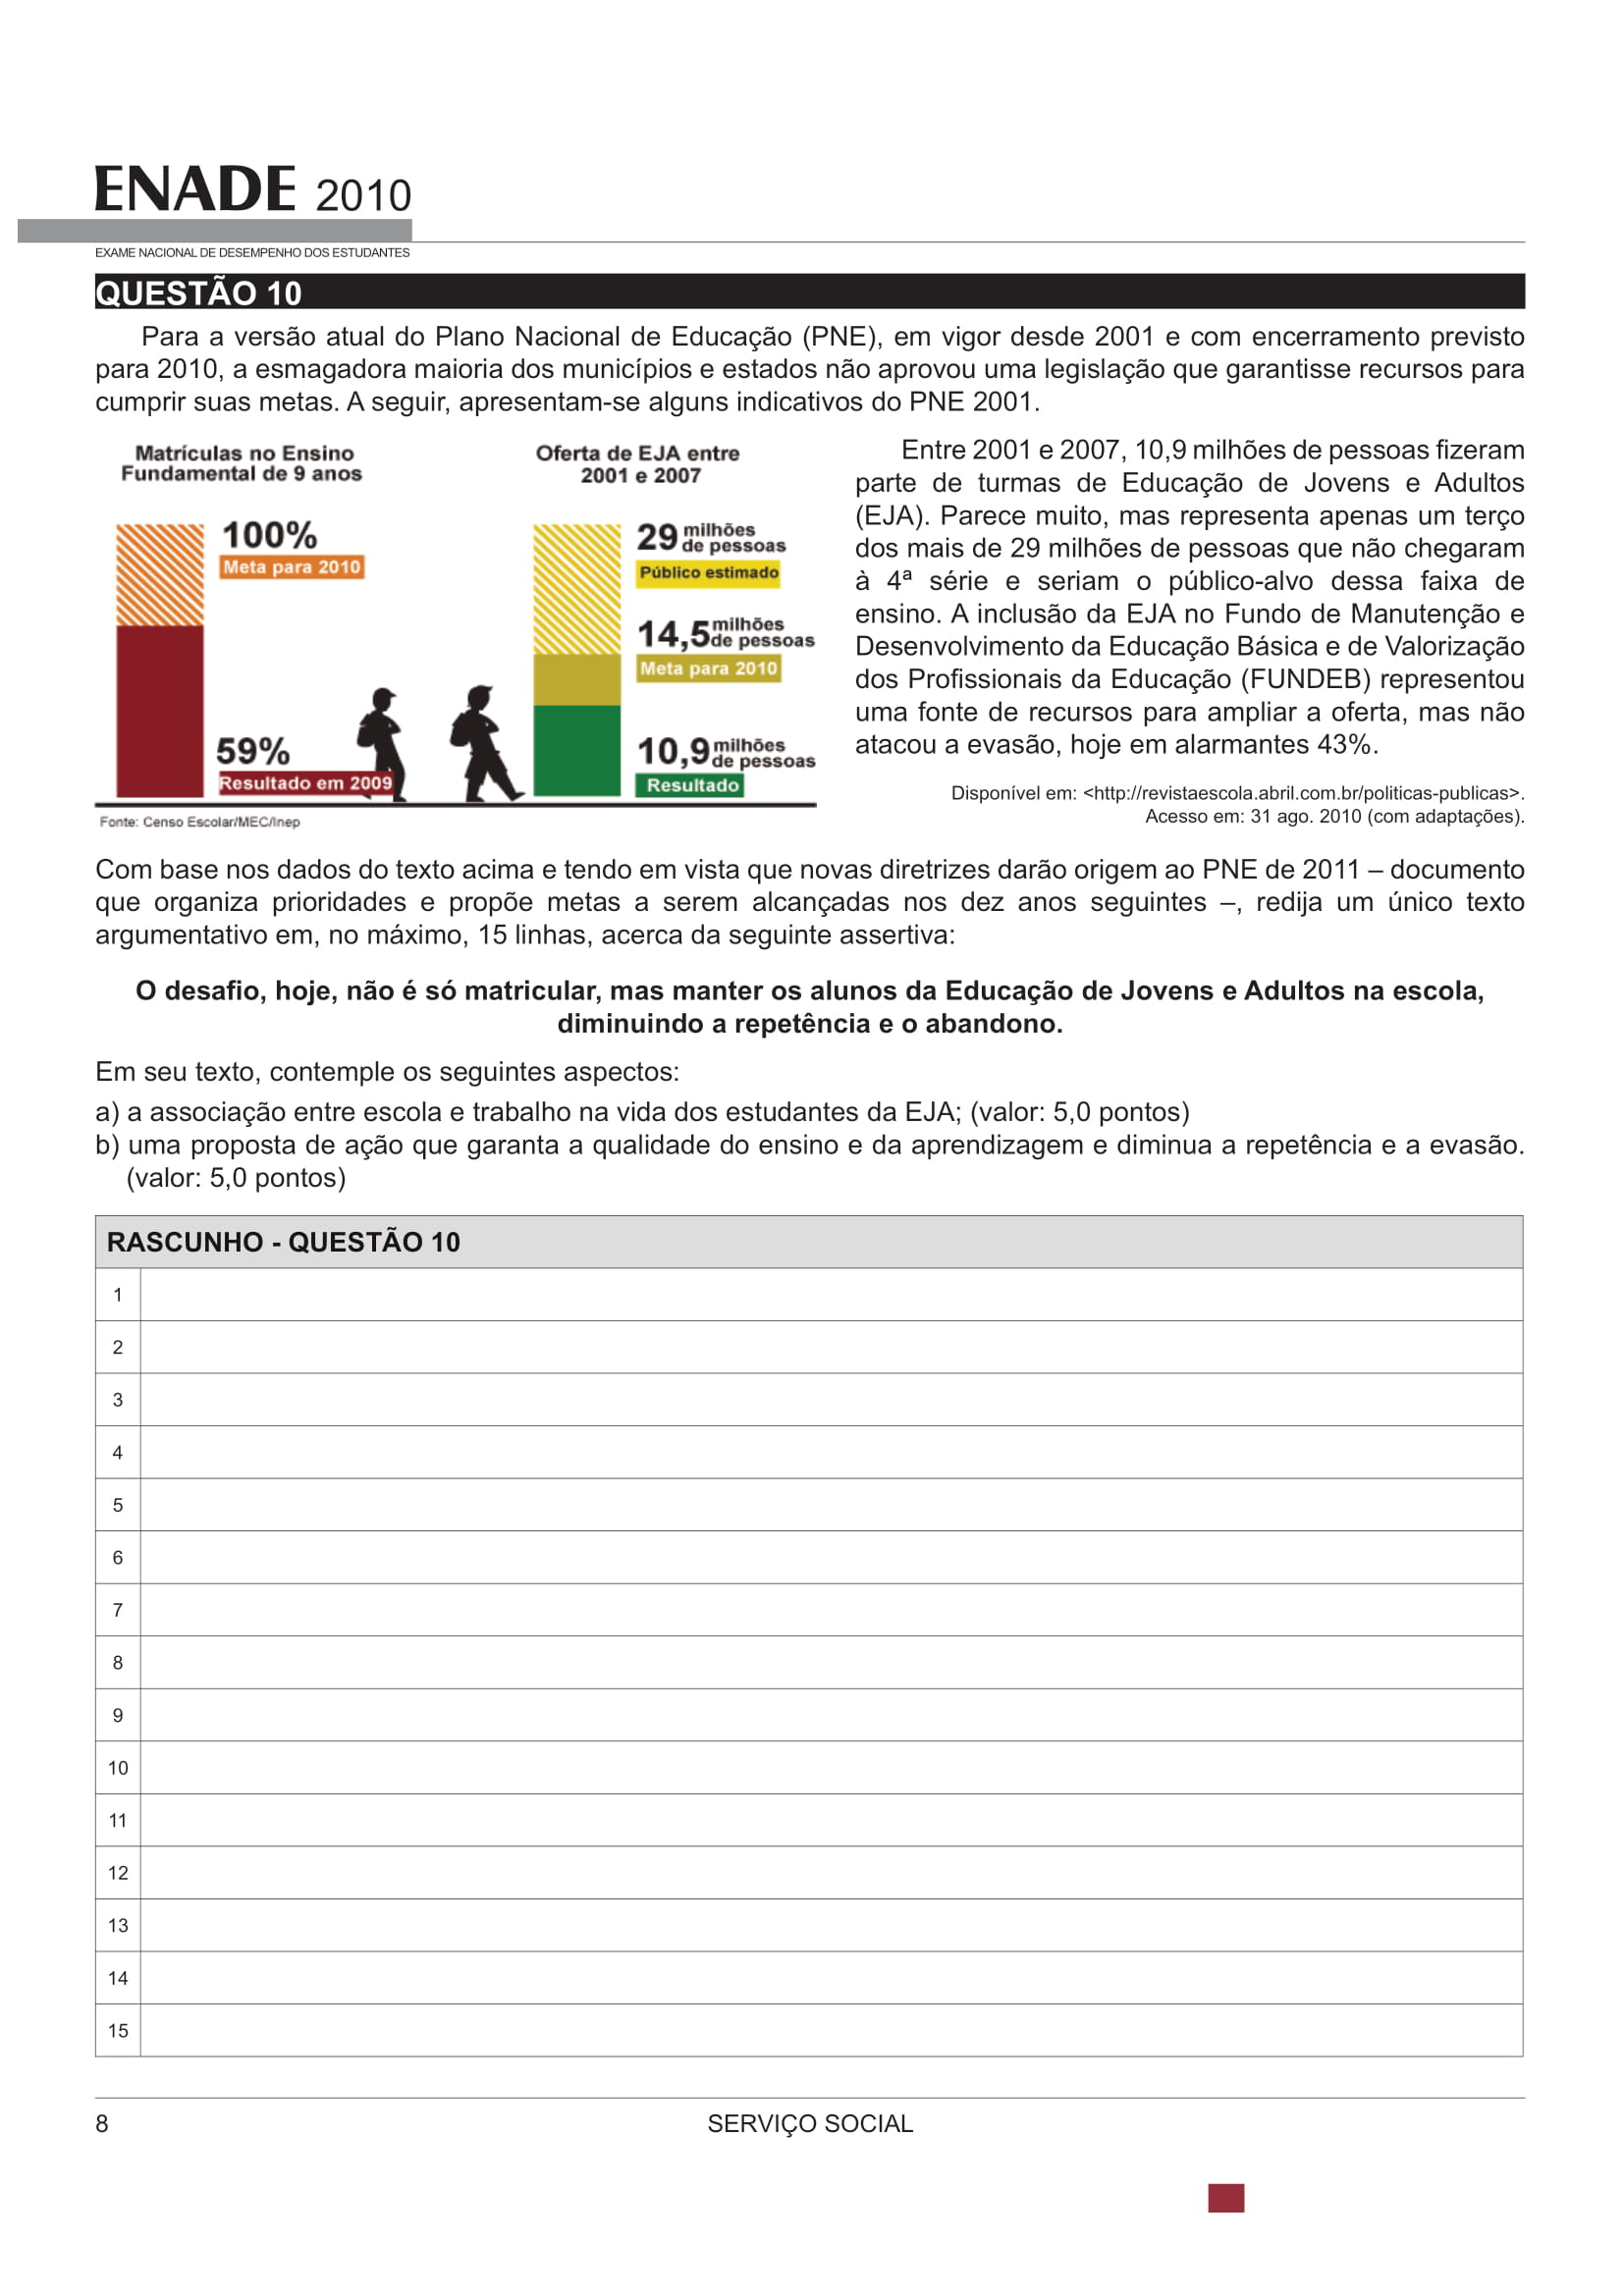 ENADE 2010
EXAME NACIONAL DE DESEMPENHO DOS ESTUDANTES
QUESTÃO 10
Para a versão atual do Plano Nacional de Educação (PNE), em vigor desde 2001 e com encerramento previsto
para 2010, a esmagadora maioria dos municípios e estados não aprovou uma legislação que garantisse recursos para
cumprir suas metas. A seguir, apresentam-se alguns indicativos do PNE 2001.
Matrículas no Ensino
Fundamental de 9 anos
100%
Meta para 2010
59%
Resultado em 2009
Oferta de EJA entre
2001 e 2007
29 milhões
de pessoas
Público estimado
14,5 milhões
de pessoas
Meta para 2010
10,9 milhões
de pessoas
Resultado
Fonte: Censo Escolar/MEC/Inep
Entre 2001 e 2007, 10,9 milhões de pessoas fizeram
parte de turmas de Educação de Jovens e Adultos
(EJA). Parece muito, mas representa apenas um terço
dos mais de 29 milhões de pessoas que não chegaram
à 4ª série e seriam o público-alvo dessa faixa de
ensino. A inclusão da EJA no Fundo de Manutenção e
Desenvolvimento da Educação Básica e de Valorização
dos Profissionais da Educação (FUNDEB) representou
uma fonte de recursos para ampliar a oferta, mas não
atacou a evasão, hoje em alarmantes 43%.
Disponível em: <http://revistaescola.abril.com.br/politicas-publicas>.
Acesso em: 31 ago. 2010 (com adaptações).
Com base nos dados do texto acima e tendo em vista que novas diretrizes darão origem ao PNE de 2011 – documento
que organiza prioridades e propõe metas a serem alcançadas nos dez anos seguintes –, redija um único texto
argumentativo em, no máximo, 15 linhas, acerca da seguinte assertiva:
O desafio, hoje, não é só matricular, mas manter os alunos da Educação de Jovens e Adultos na escola,
diminuindo a repetência e o abandono.
Em seu texto, contemple os seguintes aspectos:
a) a associação entre escola e trabalho na vida dos estudantes da EJA; (valor: 5,0 pontos)
b) uma proposta de ação que garanta a qualidade do ensino e da aprendizagem e diminua a repetência e a evasão.
(valor: 5,0 pontos)
RASCUNHO - QUESTÃO 10
1
2
3
4
5
6
7
8
9
10
11
12
13
14
15
8
SERVIÇO SOCIAL